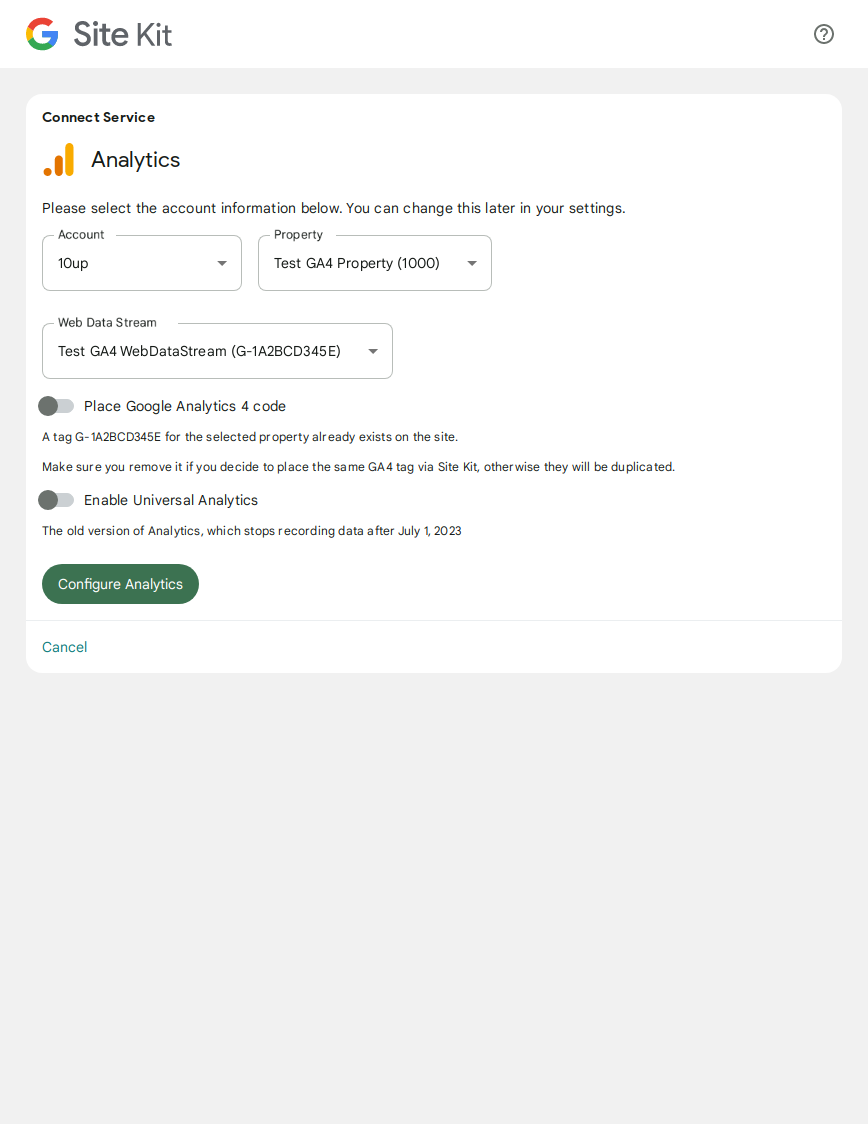 Site Kit
Connect Service
Analytics
Please select the account information below. You can change this later in your settings.
Account
Property
10up
Test GA4 Property (1000)
Web Data Stream
Test GA4 WebDataStream (G-1A2BCD345E)
Place Google Analytics 4 code
A tag G-1A2BCD345E for the selected property already exists on the site.
Make sure you remove it if you decide to place the same GA4 tag via Site Kit, otherwise they will be duplicated.
Enable Universal Analytics
The old version of Analytics, which stops recording data after July 1, 2023
Configure Analytics
Cancel